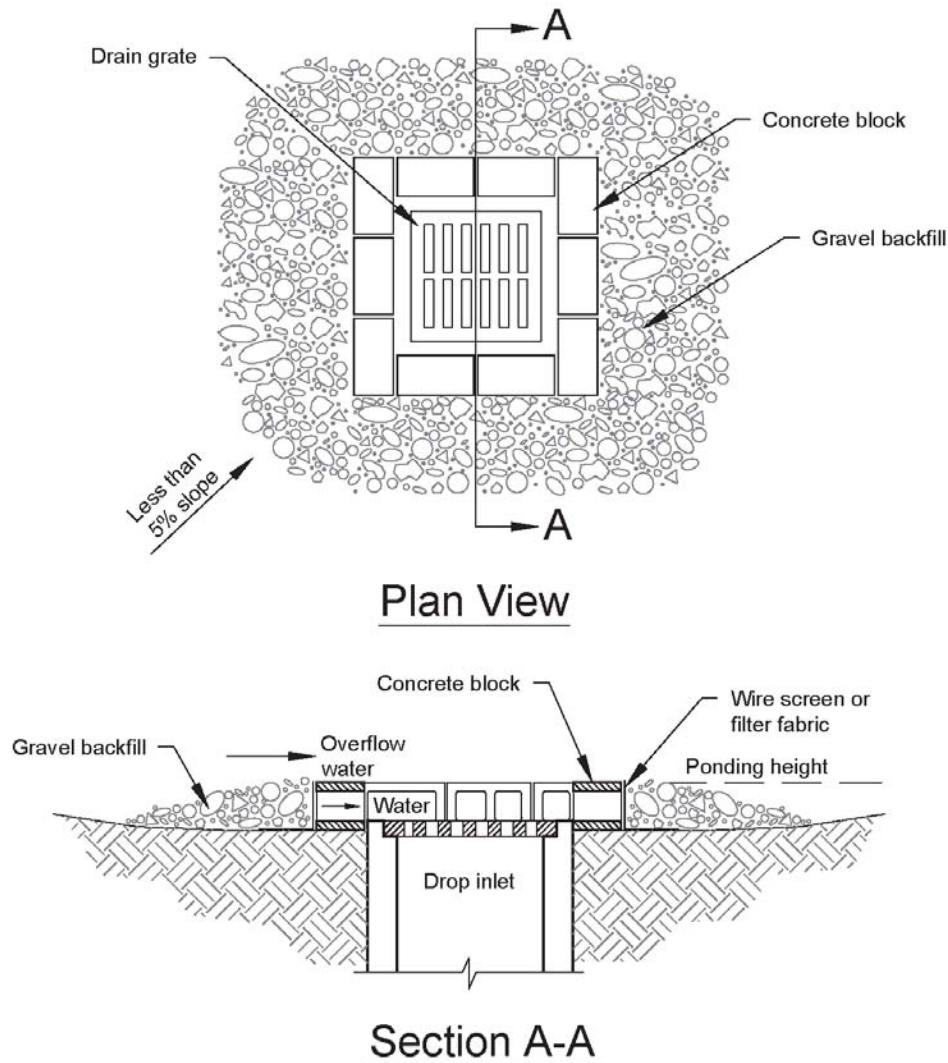 A
Drain grate
Concrete block
Gravel backfill
Less than
5% slope
A
Plan View
Concrete block
Wire screen or
filter fabric
Gravel backfill
Overflow
water
Ponding height
Water
Drop inlet
Section A-A